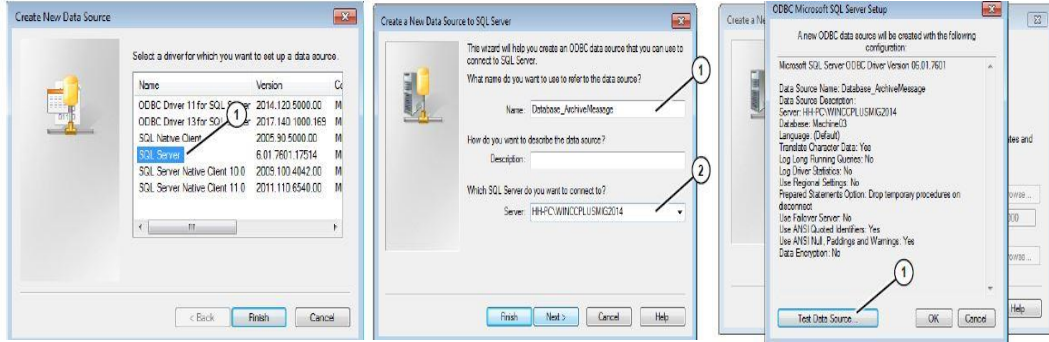 Create New Data Source
Select a driver for which you want to set up a data source.
Name Version Co
ODBC Driver 11 for SQL Server 2014.120.5000.00 M
ODBC Driver 13 for SQL Server 2017.140.1000.169 M
SQL Native Client 2005.90.5000.00 M
SQL Server 6.01.7601.17514 M
SQL Server Native Client 10.0 2009.100.4042.00 M
SQL Server Native Client 11.0 2011.110.6540.00 M
1
< Back Finish Cancel
Create a New Data Source to SQL Server
This wizard will help you create an ODBC data source that you can use to
connect to SQL Server.
What name do you want to use to refer to the data source?
1
Name: Database_ArchiveMessage
How do you want to describe the data source?
Description:
Which SQL Server do you want to connect to?
2
Server: HH-PC\WINCCPLUSMIG2014
Finish Next > Cancel Help
Create a Ne
ODBC Microsoft SQL Server Setup
A new ODBC data source will be created with the following
configuration:
Microsoft SQL Server ODBC Driver Version 06.01.7601
Data Source Name: Database_ArchiveMessage
Data Source Description:
Server: HH-PC\WINCCPLUSMIG2014
Database: Machine03
Language: (Default)
Translate Character Data: Yes
Log Long Running Queries: No
Log Driver Statistics: No
Use Regional Settings: No
Prepared Statements Option: Drop temporary procedures on
disconnect
Use Failover Server: No
Use ANSI Quoted Identifiers: Yes
Use ANSI Null, Paddings and Warnings: Yes
Data Encryption: No
1
Test Data Source... OK Cancel
Help